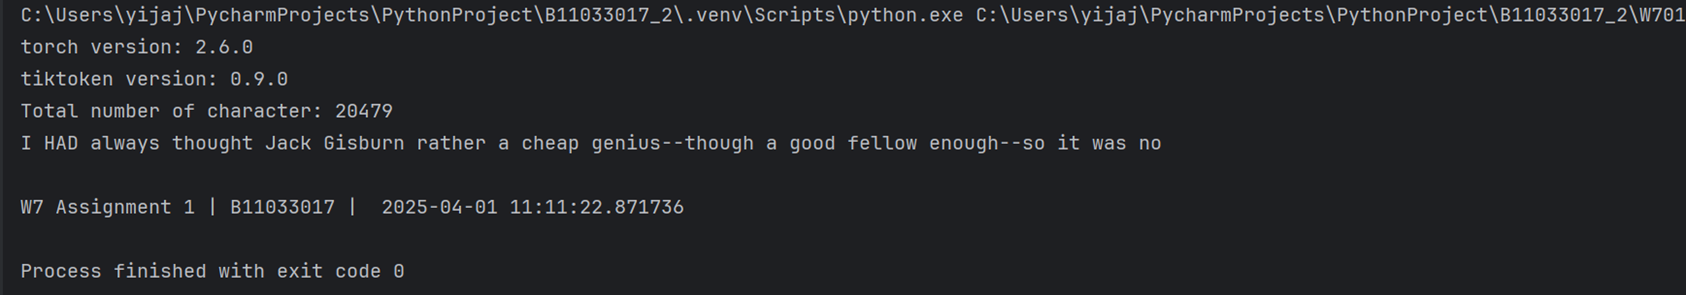 C:\Users\yijaj\PycharmProjects\PythonProject\B11033017_2\.venv\Scripts\python.exe C:\Users\yijaj\PycharmProjects\PythonProject\B11033017_2\W701
torch version: 2.6.0
tiktoken version: 0.9.0
Total number of character: 20479
I HAD always thought Jack Gisburn rather a cheap genius--though a good fellow enough--so it was no
W7 Assignment 1 | B11033017 |  2025-04-01 11:11:22.871736
Process finished with exit code 0